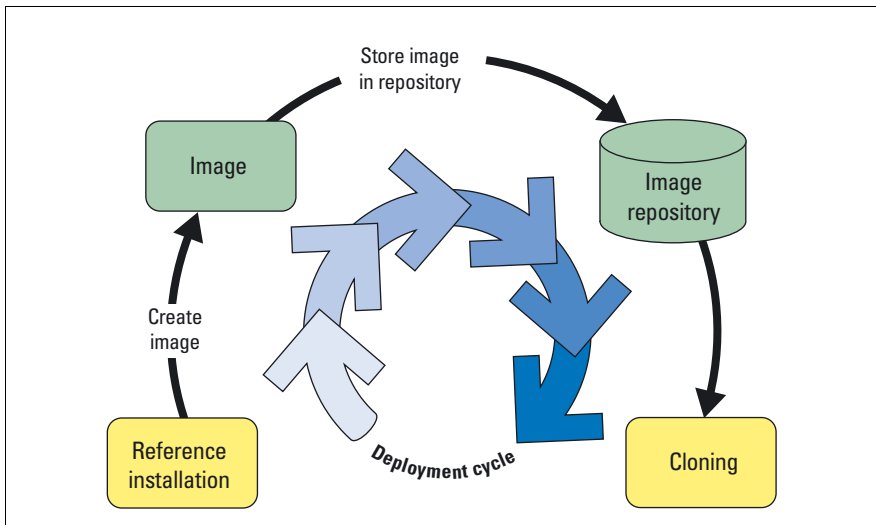 Store image
in repository
Image
Image
repository
Create
image
Reference
installation
Deployment cycle
Cloning